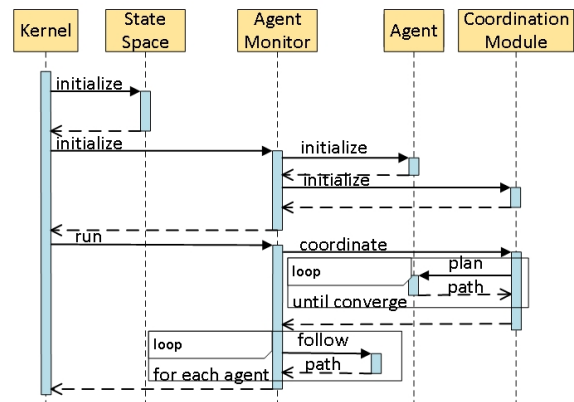 Kernel
State
Space
Agent
Monitor
Agent
Coordination
Module
initialize
initialize
initialize
initialize
run
coordinate
loop
plan
path
until converge
loop
follow
path
for each agent